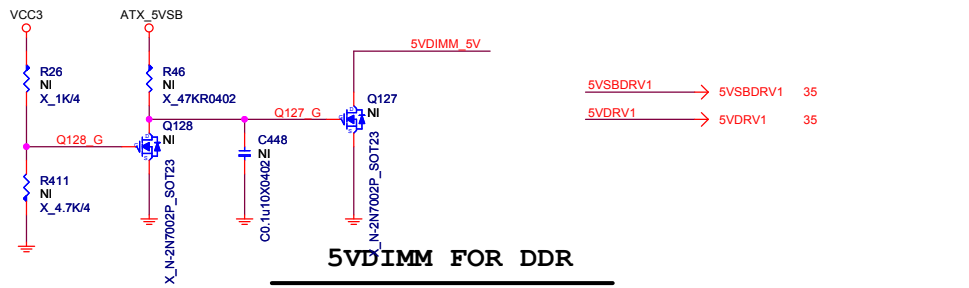 VCC3
ATX_5VSB
5VDIMM_5V
R26
NI
X_1K/4
R46
NI
X_47KR0402
5VSBDRV1
5VSBDRV1 35
5VDRV1
5VDRV1 35
Q127
NI
Q127_G
Q128
NI
Q128_G
C448
NI
C0.1u10X0402
X_N-2N7002P_SOT23
X_N-2N7002P_SOT23
R411
NI
X_4.7K/4
5VDIMM FOR DDR